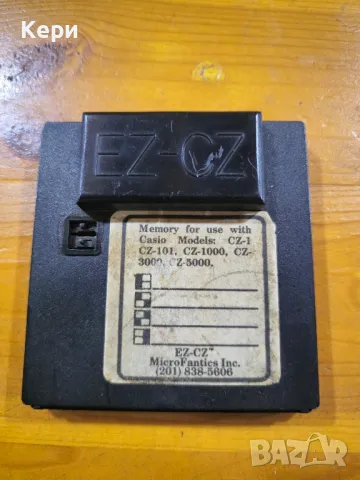 Кери
EZ-CZ
Memory for use with
Casio Models: CZ-1
CZ-101, CZ-1000, CZ-
3000, CZ-5000.
EZ-CZ™
MicroFantics Inc.
(201) 838-5606
BAZAR
bg